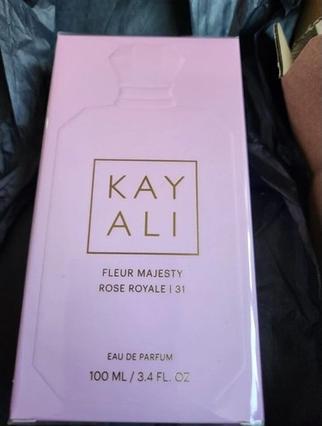 KAY
ALI
FLEUR MAJESTY
ROSE ROYALE | 31
EAU DE PARFUM
100 ML / 3.4 FL. OZ